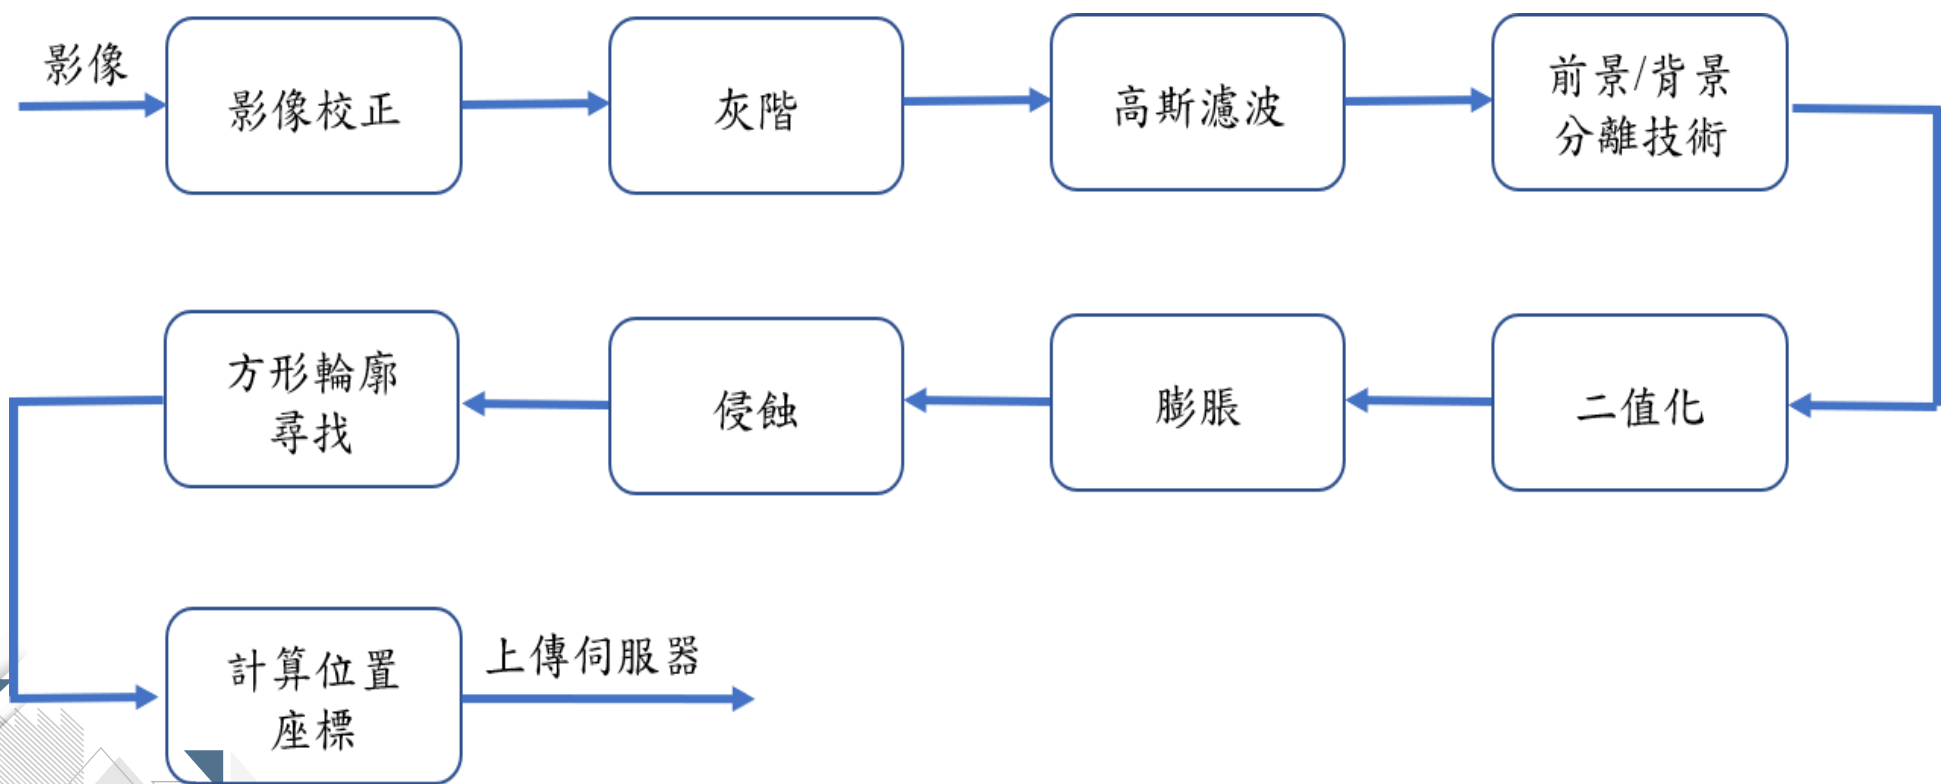 影像
影像校正
灰階
高斯濾波
前景/背景
分離技術
二值化
膨脹
侵蝕
方形輪廓
尋找
計算位置
座標
上傳伺服器